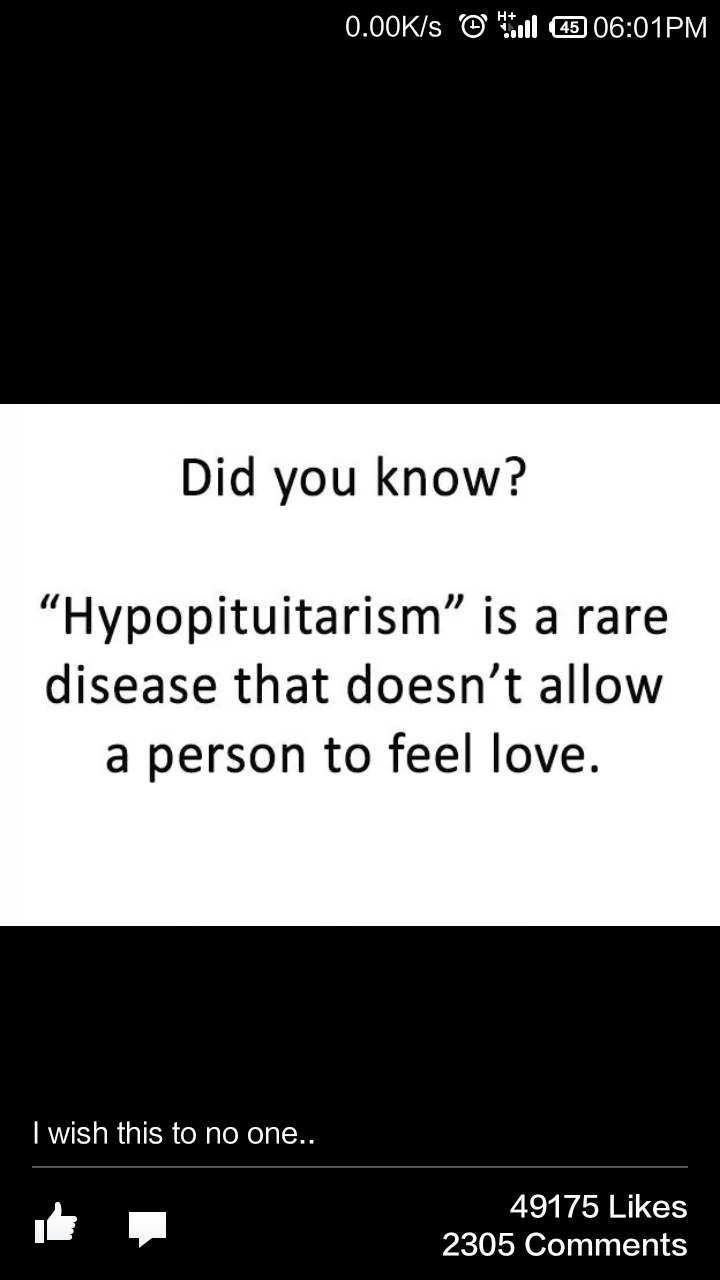 0.00K/s H+ 45 06:01PM
Did you know?
“Hypopituitarism” is a rare
disease that doesn’t allow
a person to feel love.
I wish this to no one..
49175 Likes
2305 Comments